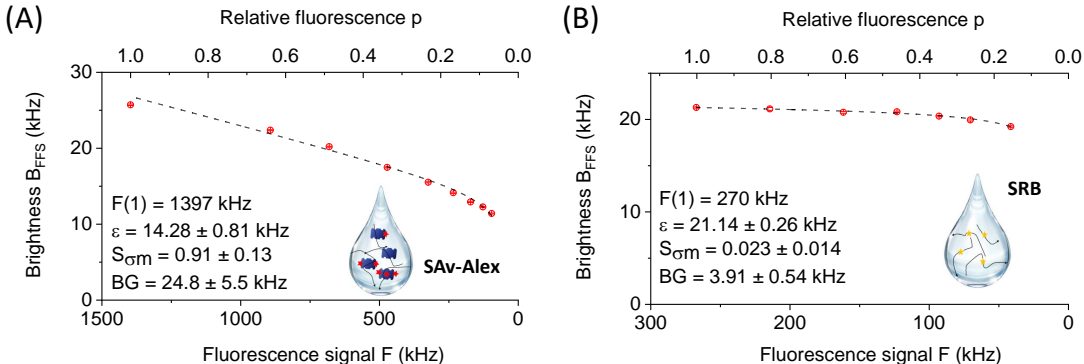 (A)
Relative fluorescence p
1.0 0.8 0.6 0.4 0.2 0.0
30
20
10
0
Brightness B_FFS (kHz)
F(1) = 1397 kHz
ε = 14.28 ± 0.81 kHz
S_σm = 0.91 ± 0.13
BG = 24.8 ± 5.5 kHz
SAv-Alex
1500 1000 500 0
Fluorescence signal F (kHz)
(B)
Relative fluorescence p
1.0 0.8 0.6 0.4 0.2 0.0
20
10
0
Brightness B_FFS (kHz)
SRB
F(1) = 270 kHz
ε = 21.14 ± 0.26 kHz
S_σm = 0.023 ± 0.014
BG = 3.91 ± 0.54 kHz
300 200 100 0
Fluorescence signal F (kHz)